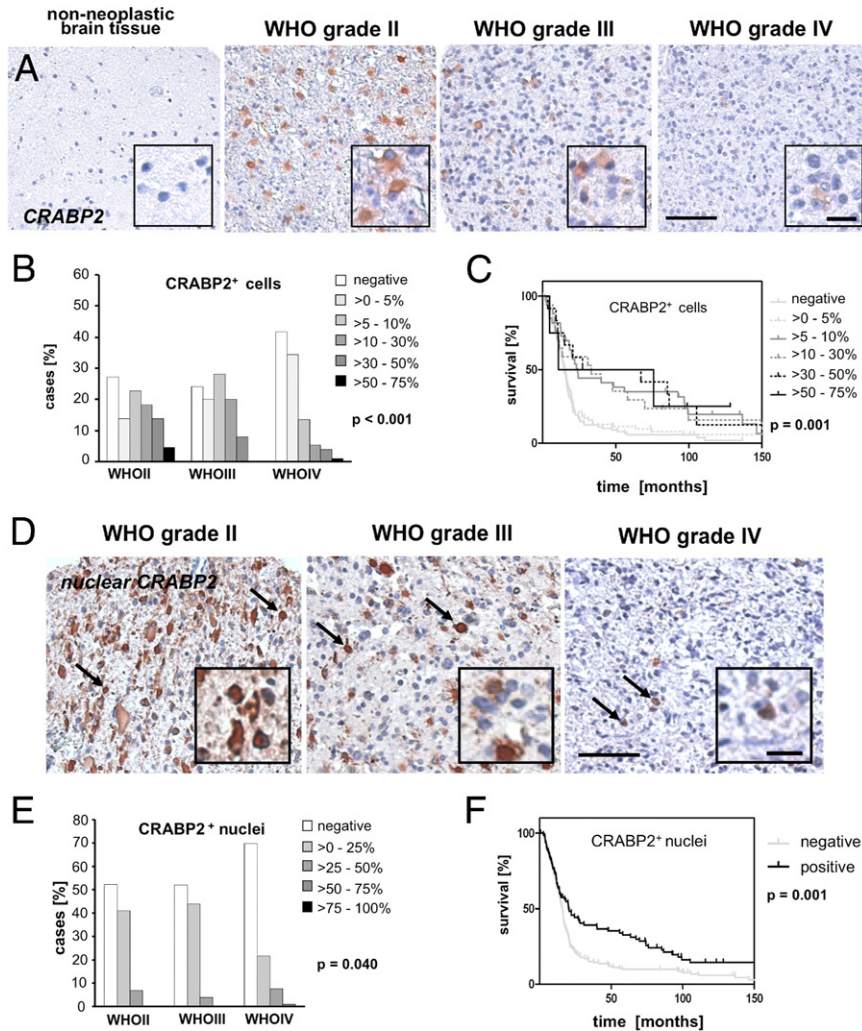 non-neoplastic
brain tissue
WHO grade II
WHO grade III
WHO grade IV
A
CRABP2
B
CRABP2+ cells
cases [%]
60
50
40
30
20
10
0
WHOII
WHOIII
WHOIV
negative
>0 - 5%
>5 - 10%
>10 - 30%
>30 - 50%
>50 - 75%
p < 0.001
C
CRABP2+ cells
survival [%]
100
50
0
50
100
150
time [months]
negative
>0 - 5%
>5 - 10%
>10 - 30%
>30 - 50%
>50 - 75%
p = 0.001
D
WHO grade II
WHO grade III
WHO grade IV
nuclear CRABP2
E
CRABP2+ nuclei
cases [%]
80
70
60
50
40
30
20
10
0
WHOII
WHOIII
WHOIV
negative
>0 - 25%
>25 - 50%
>50 - 75%
>75 - 100%
p = 0.040
F
CRABP2+ nuclei
survival [%]
100
50
0
50
100
150
time [months]
negative
positive
p = 0.001